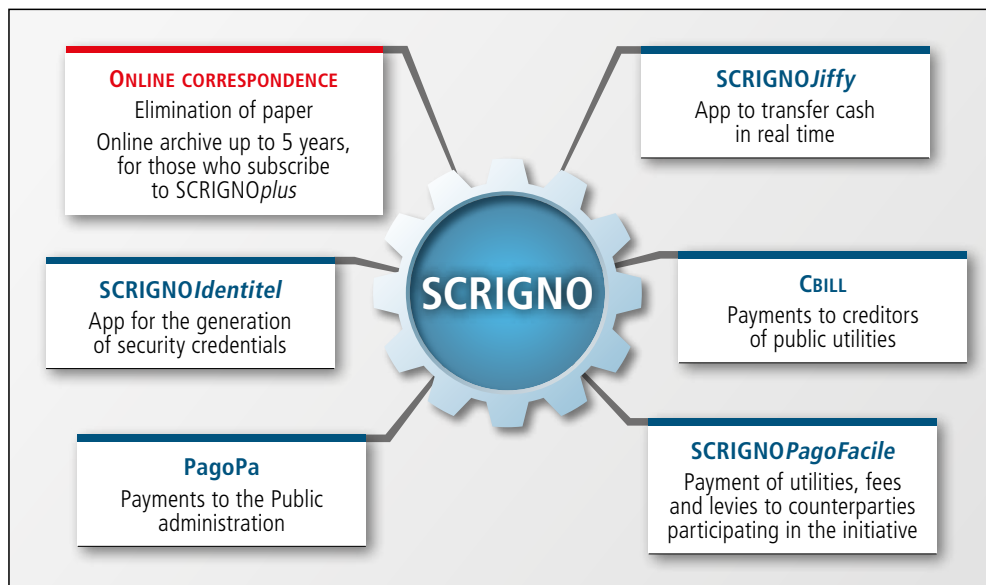 ONLINE CORRESPONDENCE
Elimination of paper
Online archive up to 5 years,
for those who subscribe
to SCRIGNOplus
SCRIGNOJiffy
App to transfer cash
in real time
SCRIGNOIdentitel
App for the generation
of security credentials
SCRIGNO
CBILL
Payments to creditors
of public utilities
PagoPa
Payments to the Public
administration
SCRIGNOPagoFacile
Payment of utilities, fees
and levies to counterparties
participating in the initiative